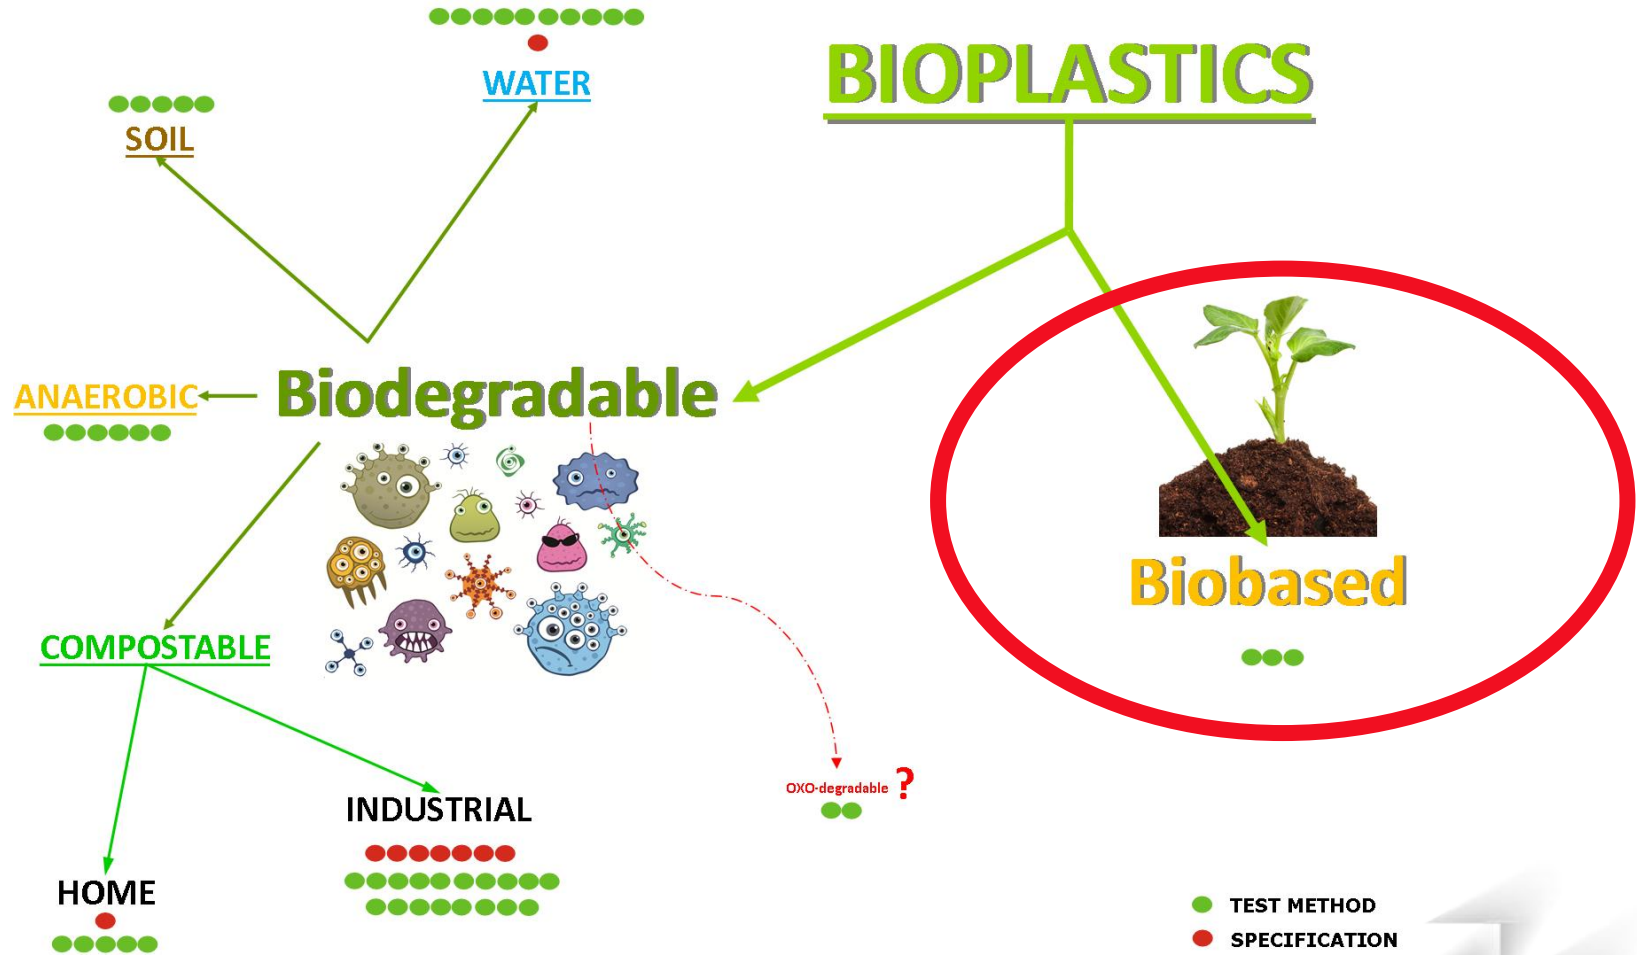 BIOPLASTICS
WATER
SOIL
ANAEROBIC
Biodegradable
Biobased
COMPOSTABLE
OXO-degradable ?
INDUSTRIAL
HOME
TEST METHOD
SPECIFICATION